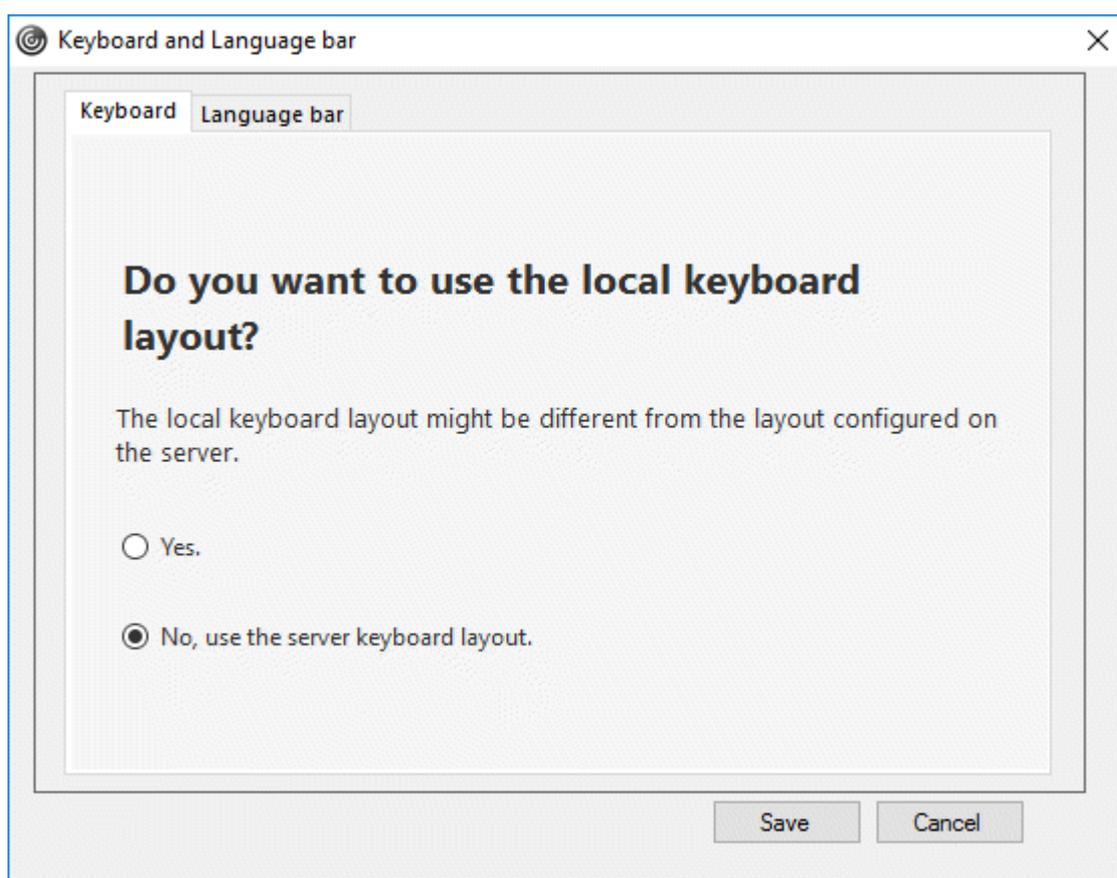 Keyboard and Language bar
Keyboard
Language bar
Do you want to use the local keyboard
layout?
The local keyboard layout might be different from the layout configured on
the server.
Yes.
No, use the server keyboard layout.
Save
Cancel